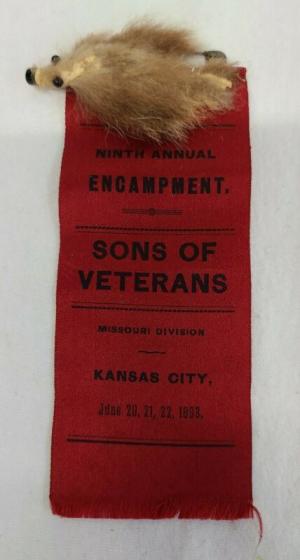 NINTH ANNUAL
ENCAMPMENT.
SONS OF
VETERANS
MISSOURI DIVISION
KANSAS CITY,
June 20, 21, 22, 1893.